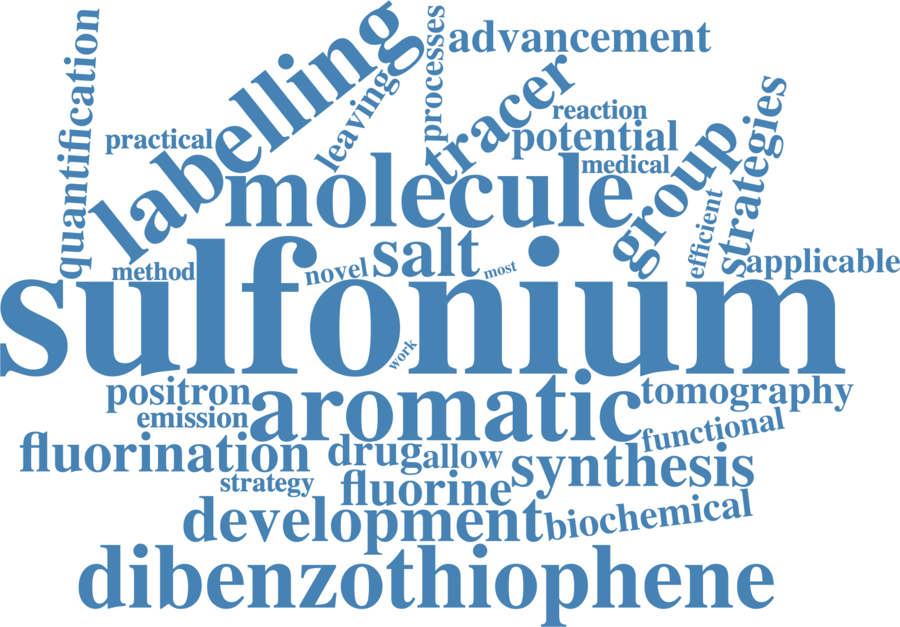 quantification
labelling
leaving
processes
advancement
tracer
reaction
practical
potential
medical
group
strategies
efficient
molecule
salt
method
novel
most
applicable
sulfonium
work
positron
aromatic
tomography
emission
functional
fluorination
drug
allow
synthesis
strategy
fluorine
development
biochemical
dibenzothiophene